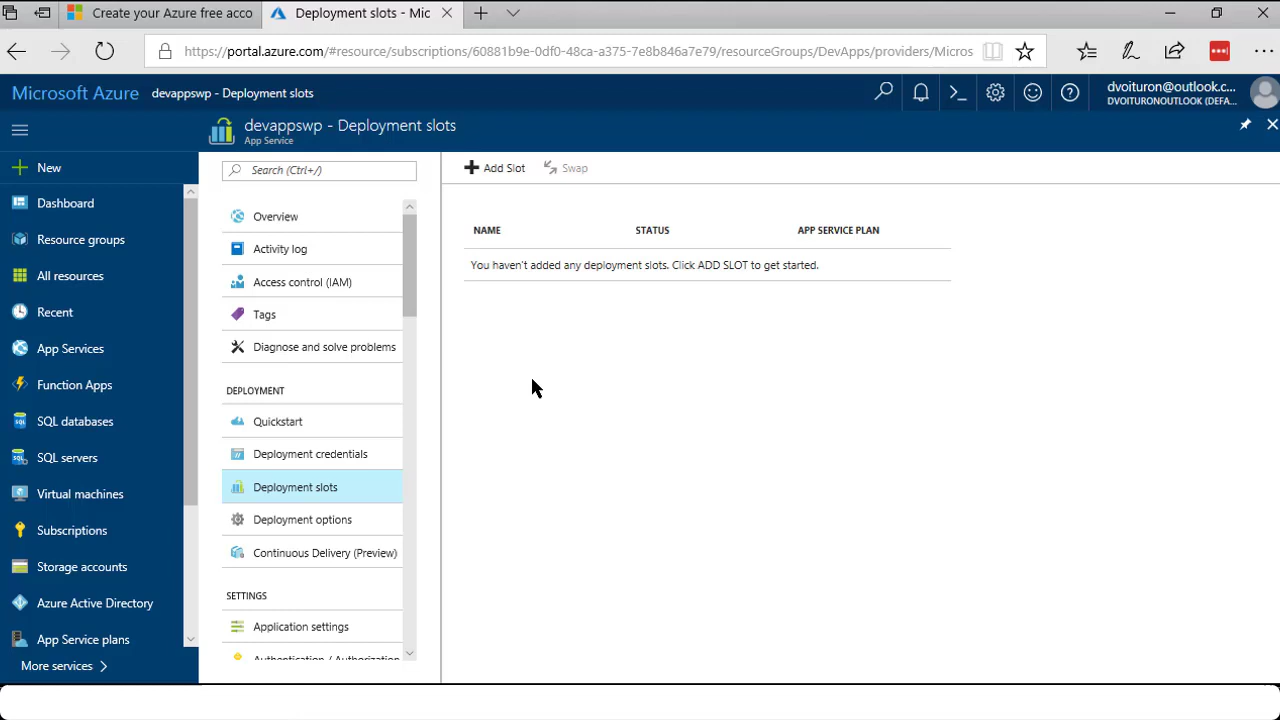 Create your Azure free acco
Deployment slots - Mic
https://portal.azure.com/#resource/subscriptions/60881b9e-0df0-48ca-a375-7e8b846a7e79/resourceGroups/DevApps/providers/Micros
Microsoft Azure
devappswp - Deployment slots
dvoituron@outlook.c...
DVOITURONOUTLOOK (DEFA...
devappswp - Deployment slots
App Service
New
Dashboard
Resource groups
All resources
Recent
App Services
Function Apps
SQL databases
SQL servers
Virtual machines
Subscriptions
Storage accounts
Azure Active Directory
App Service plans
More services
Search (Ctrl+/)
Overview
Activity log
Access control (IAM)
Tags
Diagnose and solve problems
DEPLOYMENT
Quickstart
Deployment credentials
Deployment slots
Deployment options
Continuous Delivery (Preview)
SETTINGS
Application settings
Authentication / Authorization
Add Slot
Swap
NAME STATUS APP SERVICE PLAN
You haven't added any deployment slots. Click ADD SLOT to get started.